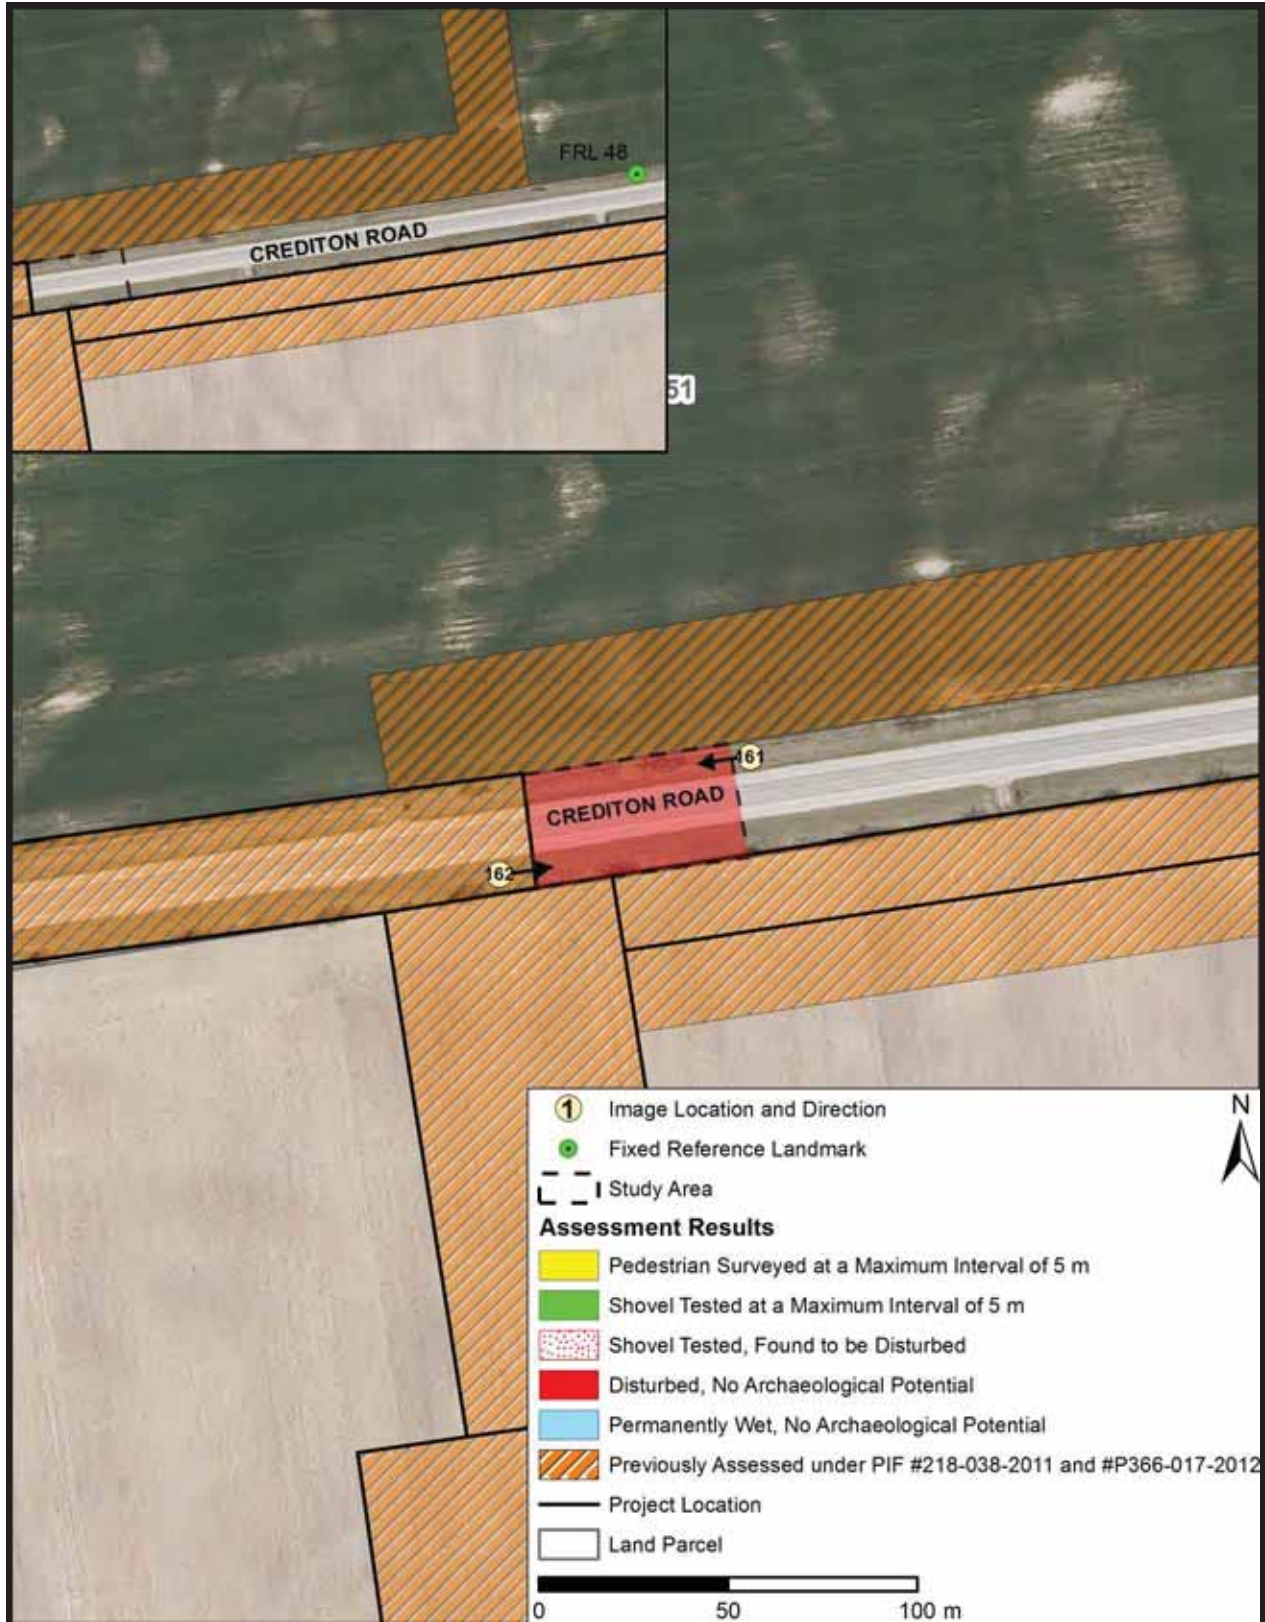 FRL 48
CREDITON ROAD
51
161
CREDITON ROAD
162
1 Image Location and Direction
N
Fixed Reference Landmark
Study Area
Assessment Results
Pedestrian Surveyed at a Maximum Interval of 5 m
Shovel Tested at a Maximum Interval of 5 m
Shovel Tested, Found to be Disturbed
Disturbed, No Archaeological Potential
Permanently Wet, No Archaeological Potential
Previously Assessed under PIF #218-038-2011 and #P366-017-2012
Project Location
Land Parcel
0 50 100 m